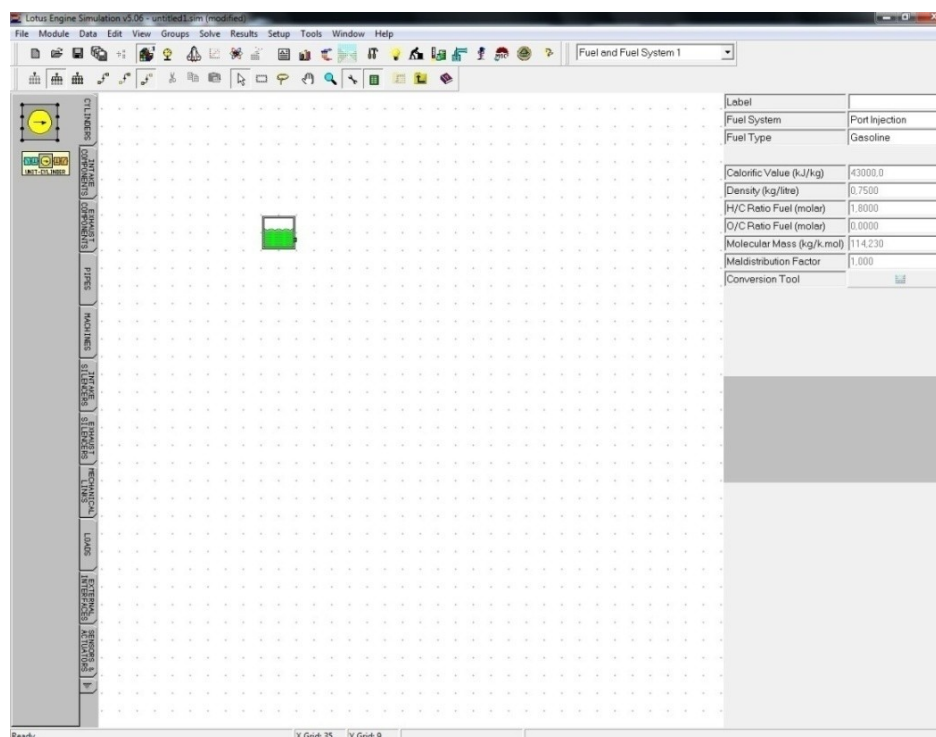 Lotus Engine Simulation v5.06 - untitled1.sim (modified)
File Module Data Edit View Groups Solve Results Setup Tools Window Help
Fuel and Fuel System 1
CYLINDERS
UNIT-CYLINDER
INTAKE COMPONENTS
EXHAUST COMPONENTS
PIPES
MACHINES
INTAKE SILENCERS
EXHAUST SILENCERS
MECHANICAL LINKS
LOADS
EXTERNAL INTERFACES
SENSORS & ACTUATORS
Label
Fuel System Port Injection
Fuel Type Gasoline
Calorific Value (kJ/kg) 43000,0
Density (kg/litre) 0,7500
H/C Ratio Fuel (molar) 1,8000
O/C Ratio Fuel (molar) 0,0000
Molecular Mass (kg/k.mol) 114,230
Maldistribution Factor 1,000
Conversion Tool
Ready X Grid: 35 Y Grid: 9